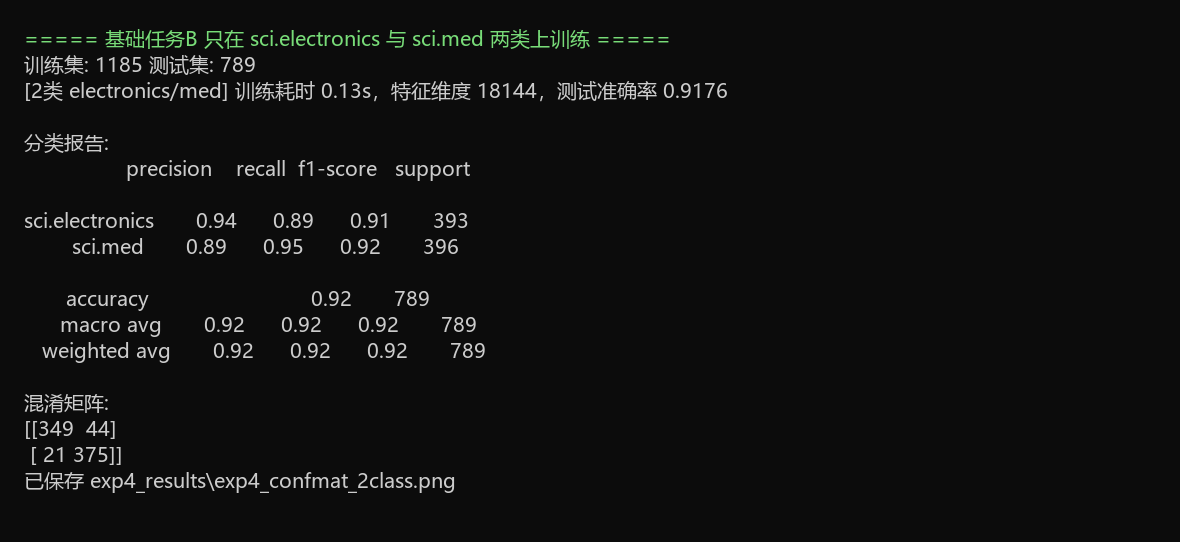 ===== 基础任务B 只在 sci.electronics 与 sci.med 两类上训练 =====
训练集: 1185 测试集: 789
[2类 electronics/med] 训练耗时 0.13s，特征维度 18144，测试准确率 0.9176
分类报告:
precision recall f1-score support
sci.electronics 0.94 0.89 0.91 393
sci.med 0.89 0.95 0.92 396
accuracy 0.92 789
macro avg 0.92 0.92 0.92 789
weighted avg 0.92 0.92 0.92 789
混淆矩阵:
[[349 44]
[ 21 375]]
已保存 exp4_results\exp4_confmat_2class.png